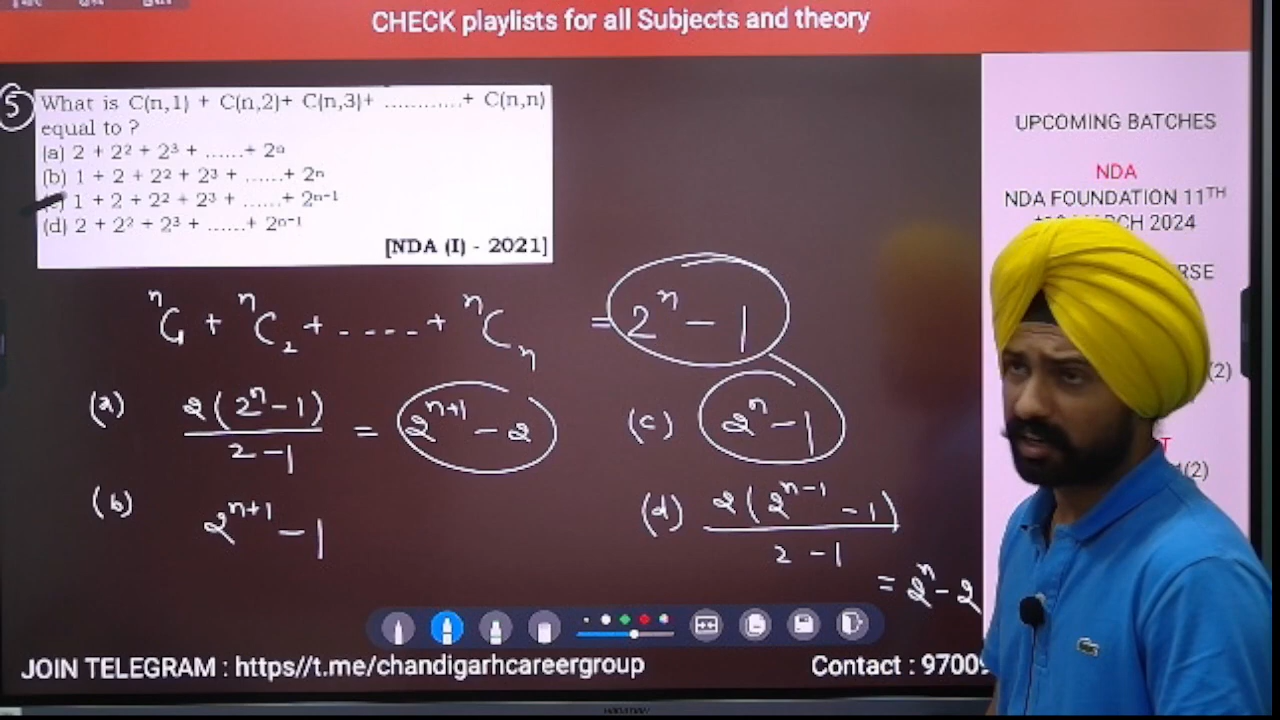 CHECK playlists for all Subjects and theory
5
What is C(n,1) + C(n,2)+ C(n,3)+ ............+ C(n,n)
equal to ?
(a) 2 + 2² + 2³ + ......+ 2ⁿ
(b) 1 + 2 + 2² + 2³ + ......+ 2ⁿ
1 + 2 + 2² + 2³ + ......+ 2ⁿ⁻¹
(d) 2 + 2² + 2³ + ......+ 2ⁿ⁻¹
[NDA (I) - 2021]
ⁿC₁ + ⁿC₂ + ---- + ⁿCₙ = 2ⁿ - 1
(a) 2(2ⁿ-1) / 2-1 = 2ⁿ⁺¹ - 2
(b) 2ⁿ⁺¹ - 1
(c) 2ⁿ - 1
(d) 2(2ⁿ⁻¹ - 1) / 2-1
= 2ⁿ - 2
UPCOMING BATCHES
NDA
NDA FOUNDATION 11TH
CH 2024
RSE
(2)
T
(2)
JOIN TELEGRAM : https//t.me/chandigarhcareergroup
Contact : 9700